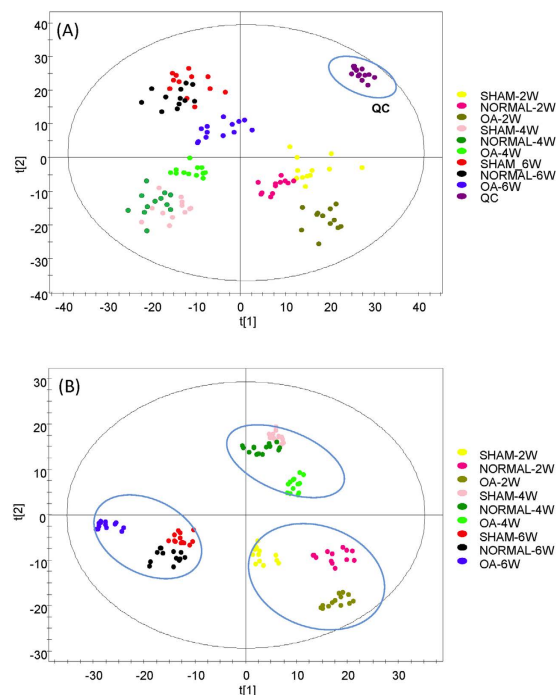 (A)
40
30
20
10
0
-10
-20
-30
40
t[2]
-40
-30
-20
-10
0
10
20
30
40
t[1]
QC
SHAM-2W
NORMAL-2W
OA-2W
SHAM-4W
NORMAL-4W
OA-4W
SHAM_6W
NORMAL-6W
OA-6W
QC
(B)
30
20
10
0
-10
-20
-30
t[2]
-30
-20
-10
0
10
20
30
t[1]
SHAM-2W
NORMAL-2W
OA-2W
SHAM-4W
NORMAL-4W
OA-4W
SHAM-6W
NORMAL-6W
OA-6W